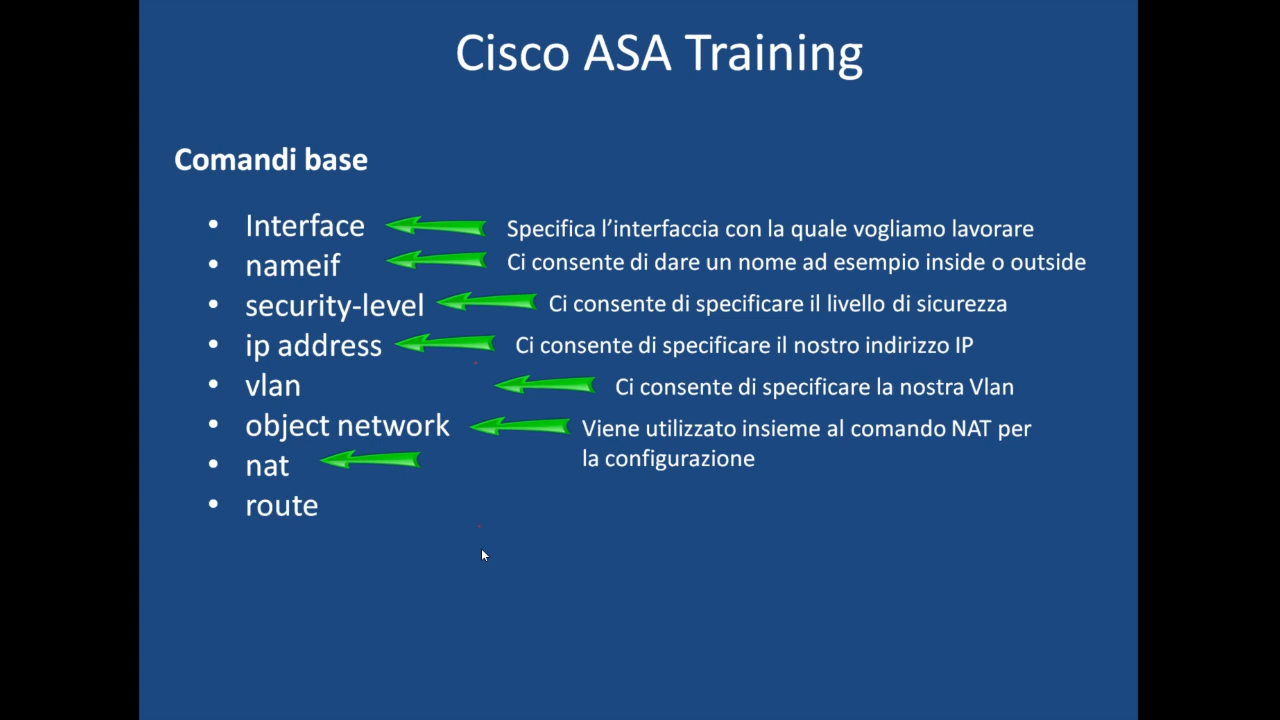 Cisco ASA Training
Comandi base
• Interface
Specifica l’interfaccia con la quale vogliamo lavorare
• nameif
Ci consente di dare un nome ad esempio inside o outside
• security-level
Ci consente di specificare il livello di sicurezza
• ip address
Ci consente di specificare il nostro indirizzo IP
• vlan
Ci consente di specificare la nostra Vlan
• object network
Viene utilizzato insieme al comando NAT per
la configurazione
• nat
• route